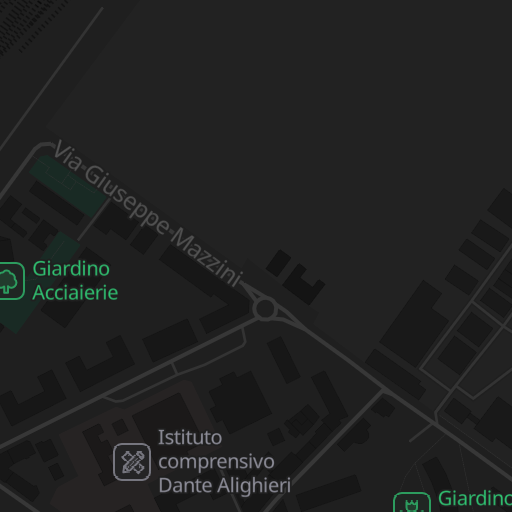 Via Giuseppe Mazzini
Giardino
Acciaierie
Istituto
comprensivo
Dante Alighieri
Giardino